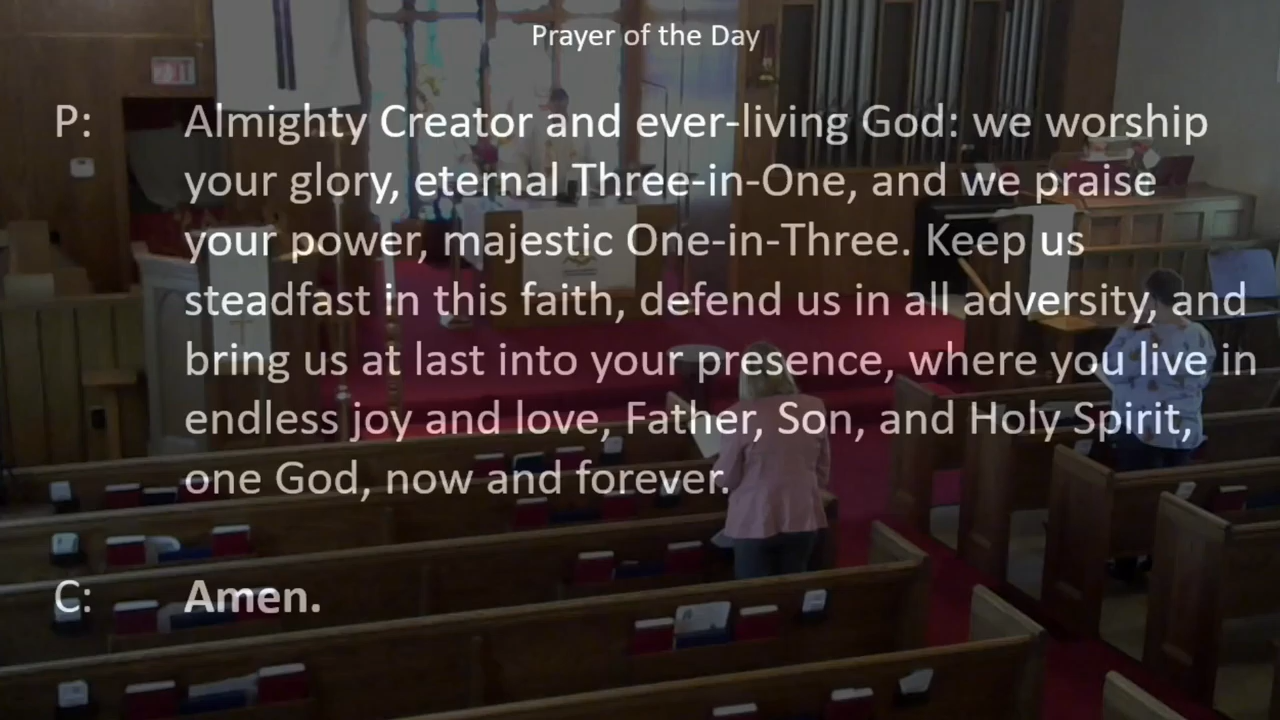 Prayer of the Day
P: Almighty Creator and ever-living God: we worship
your glory, eternal Three-in-One, and we praise
your power, majestic One-in-Three. Keep us
steadfast in this faith, defend us in all adversity, and
bring us at last into your presence, where you live in
endless joy and love, Father, Son, and Holy Spirit,
one God, now and forever.
C: Amen.